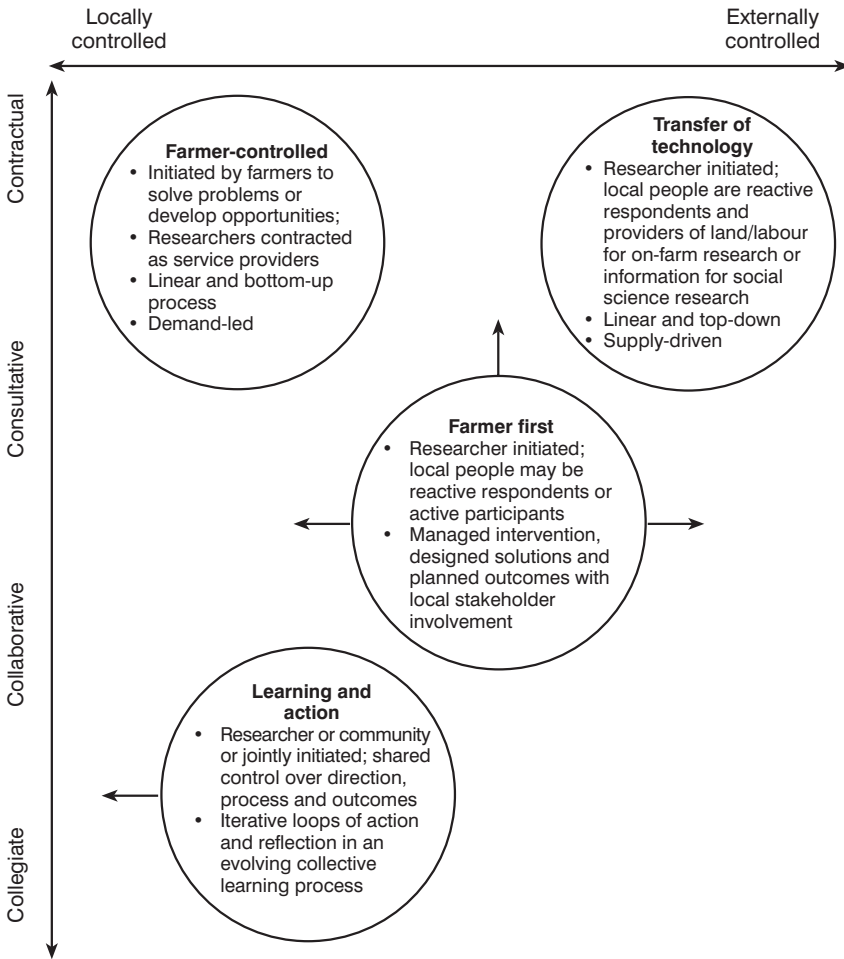 Locally
controlled
Externally
controlled
Contractual
Consultative
Collaborative
Collegiate
Farmer-controlled
• Initiated by farmers to
solve problems or
develop opportunities;
• Researchers contracted
as service providers
• Linear and bottom-up
process
• Demand-led
Transfer of
technology
• Researcher initiated;
local people are reactive
respondents and
providers of land/labour
for on-farm research or
information for social
science research
• Linear and top-down
• Supply-driven
Farmer first
• Researcher initiated;
local people may be
reactive respondents or
active participants
• Managed intervention,
designed solutions and
planned outcomes with
local stakeholder
involvement
Learning and
action
• Researcher or community
or jointly initiated; shared
control over direction,
process and outcomes
• Iterative loops of action
and reflection in an
evolving collective
learning process